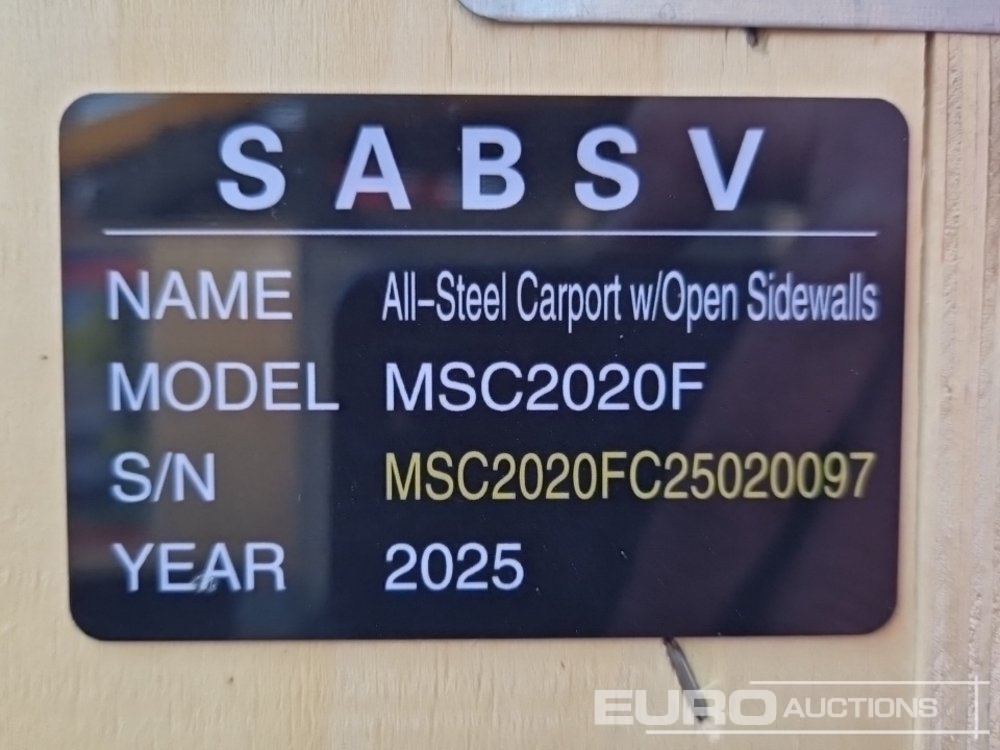 SABSV
NAME All-Steel Carport w/Open Sidewalls
MODEL MSC2020F
S/N MSC2020FC25020097
YEAR 2025
EURO AUCTIONS